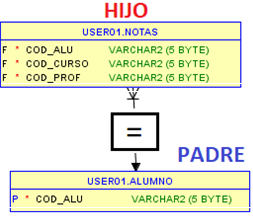 HIJO
USER01.NOTAS
F * COD_ALU VARCHAR2 (5 BYTE)
F * COD_CURSO VARCHAR2 (5 BYTE)
F * COD_PROF VARCHAR2 (5 BYTE)
=
PADRE
USER01.ALUMNO
P * COD_ALU VARCHAR2 (5 BYTE)